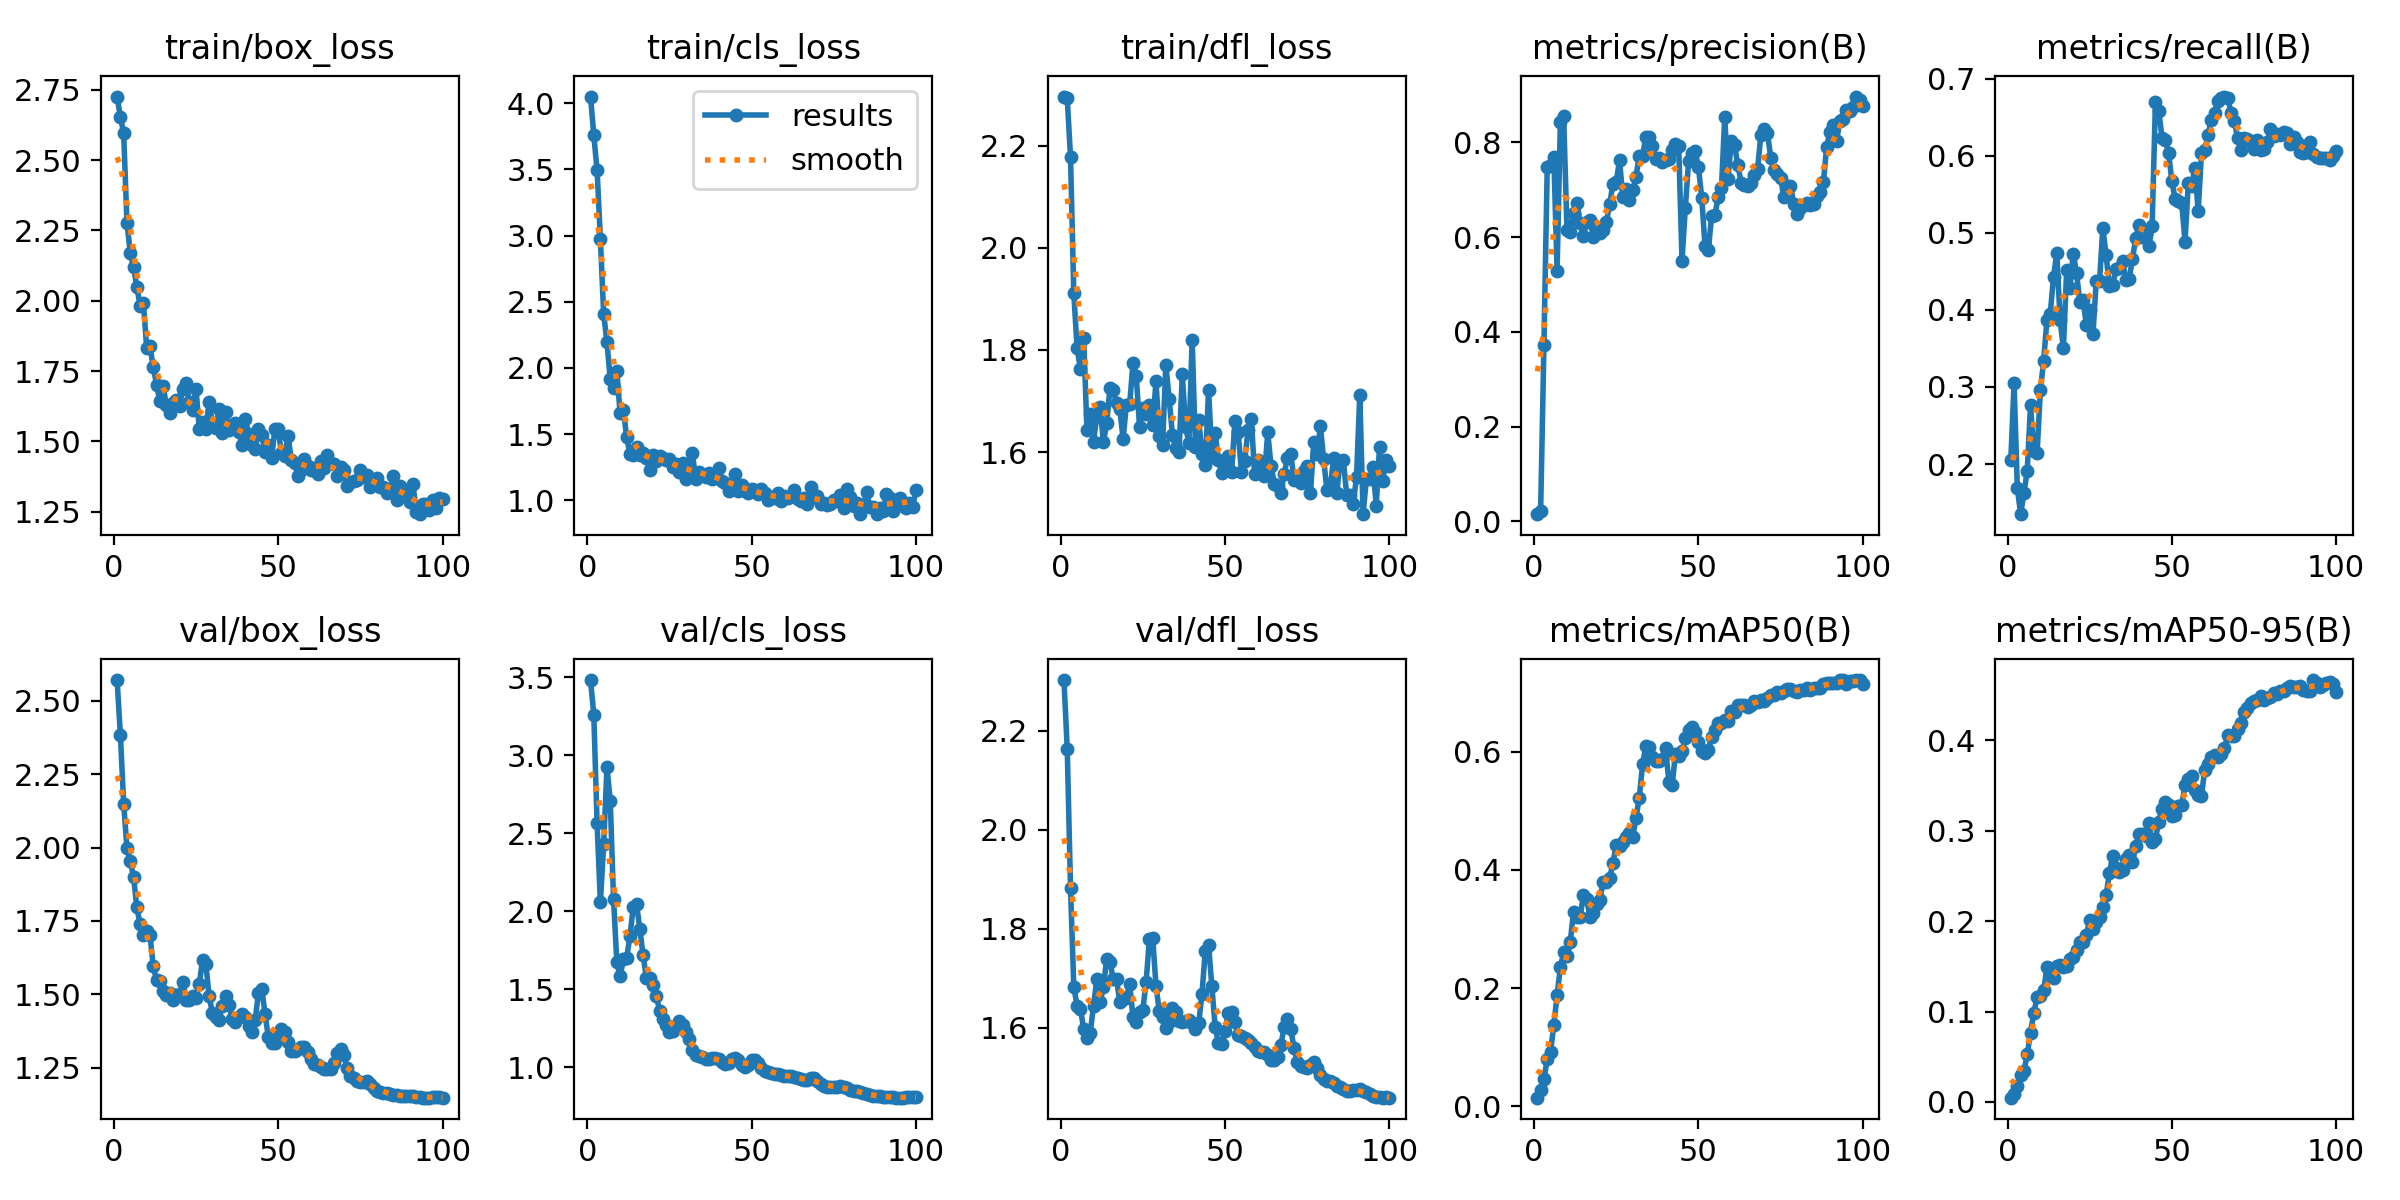 train/box_loss
2.75
2.50
2.25
2.00
1.75
1.50
1.25
0 50 100
train/cls_loss
results
smooth
4.0
3.5
3.0
2.5
2.0
1.5
1.0
0 50 100
train/dfl_loss
2.2
2.0
1.8
1.6
0 50 100
metrics/precision(B)
0.8
0.6
0.4
0.2
0.0
0 50 100
metrics/recall(B)
0.7
0.6
0.5
0.4
0.3
0.2
0 50 100
val/box_loss
2.50
2.25
2.00
1.75
1.50
1.25
0 50 100
val/cls_loss
3.5
3.0
2.5
2.0
1.5
1.0
0 50 100
val/dfl_loss
2.2
2.0
1.8
1.6
0 50 100
metrics/mAP50(B)
0.6
0.4
0.2
0.0
0 50 100
metrics/mAP50-95(B)
0.4
0.3
0.2
0.1
0.0
0 50 100